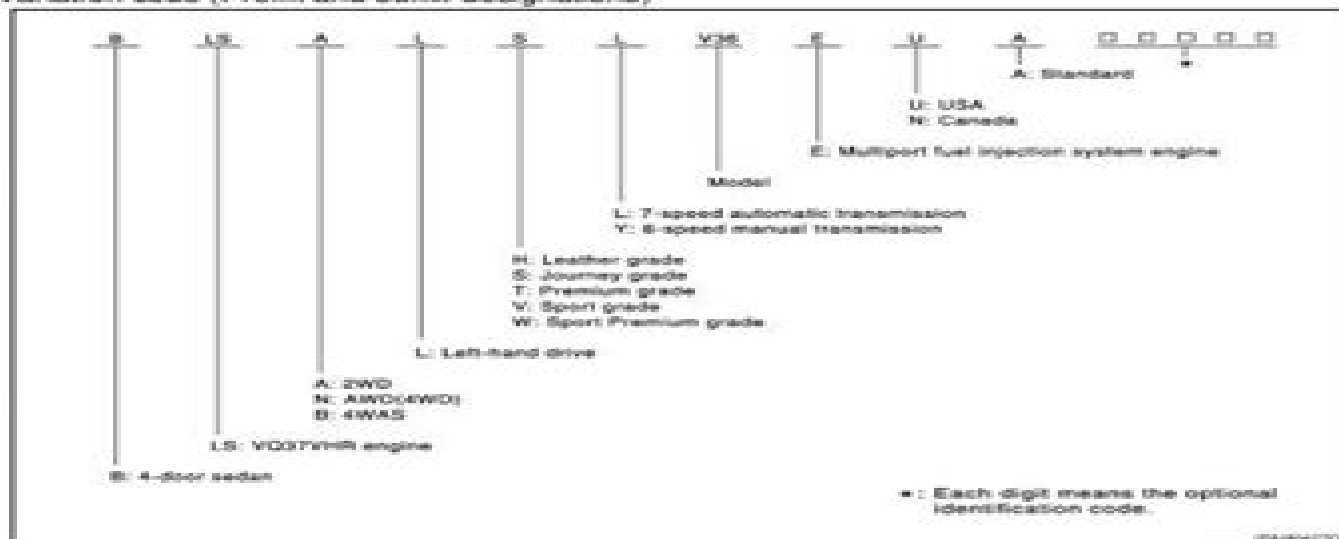 B LS A L S L V36 E U A □ □ □ □ □
*
A: Standard
U: USA
N: Canada
E: Multiport fuel injection system engine
Model
L: 7-speed automatic transmission
Y: 6-speed manual transmission
H: Leather grade
S: Journey grade
T: Premium grade
V: Sport grade
W: Sport Premium grade
L: Left-hand drive
A: 2WD
N: AWD(4WD)
B: 4WAS
LS: VQ37VHR engine
B: 4-door sedan
* : Each digit means the optional
identification code.